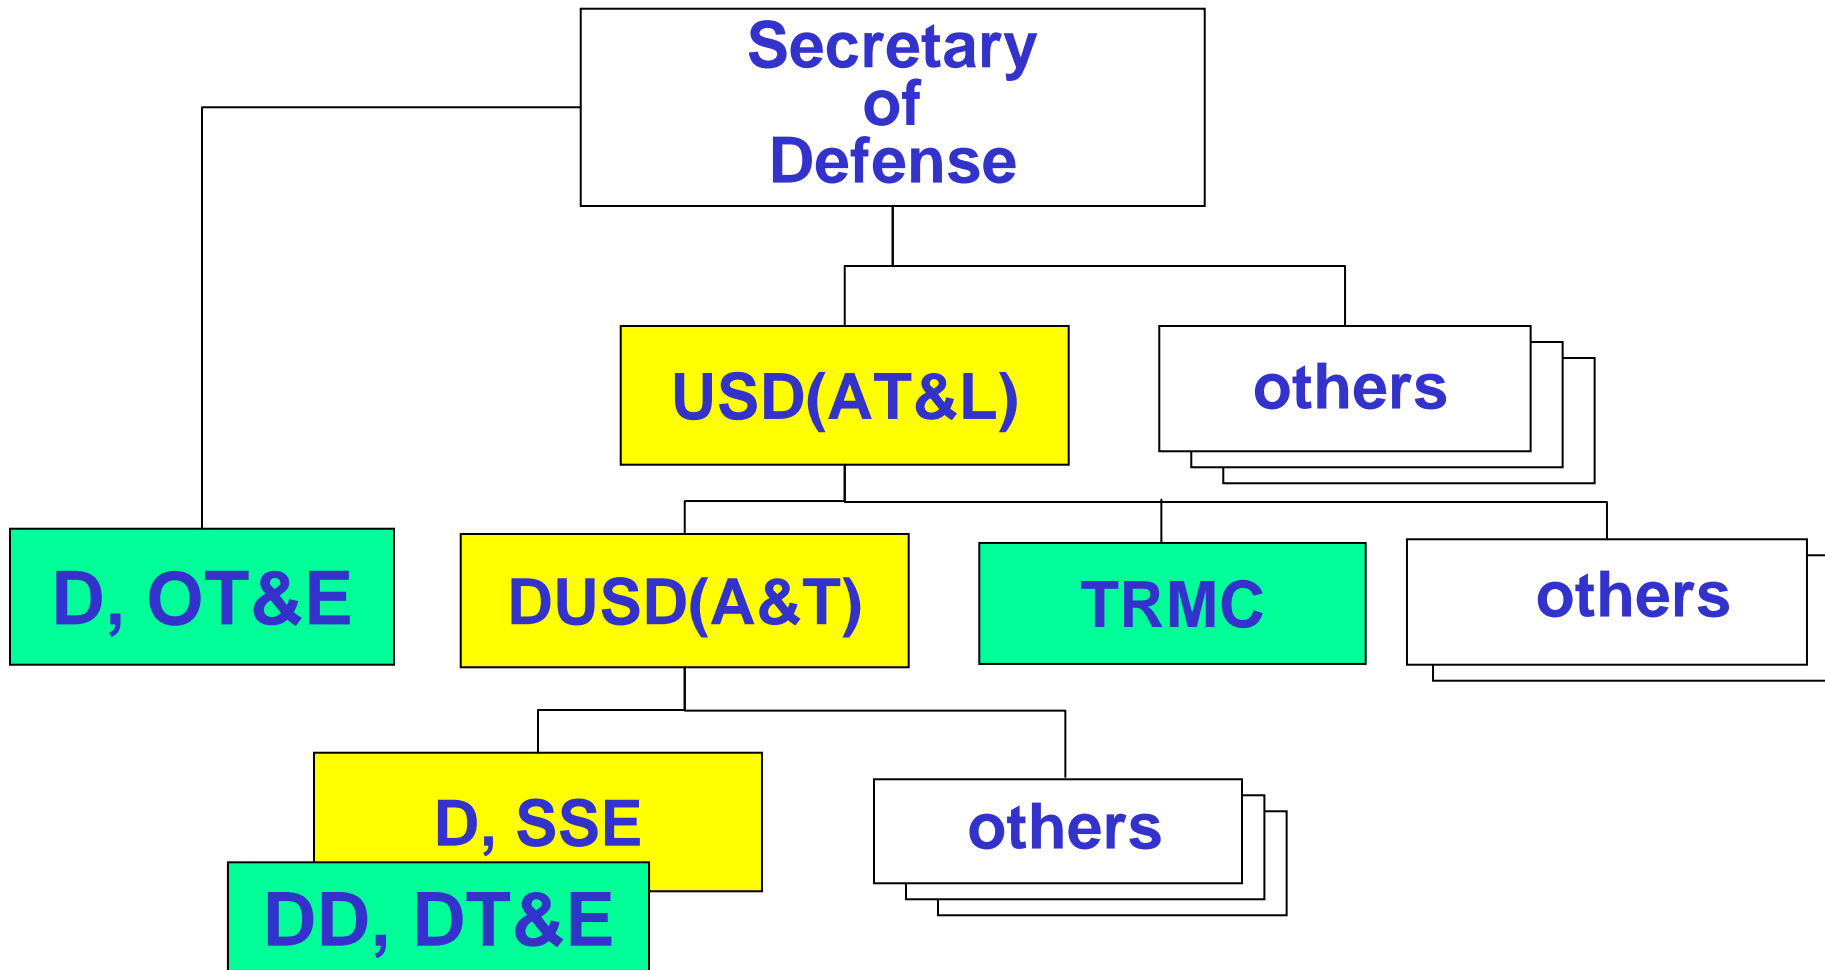 Secretary
of
Defense
USD(AT&L)
others
D, OT&E
DUSD(A&T)
TRMC
others
D, SSE
others
DD, DT&E